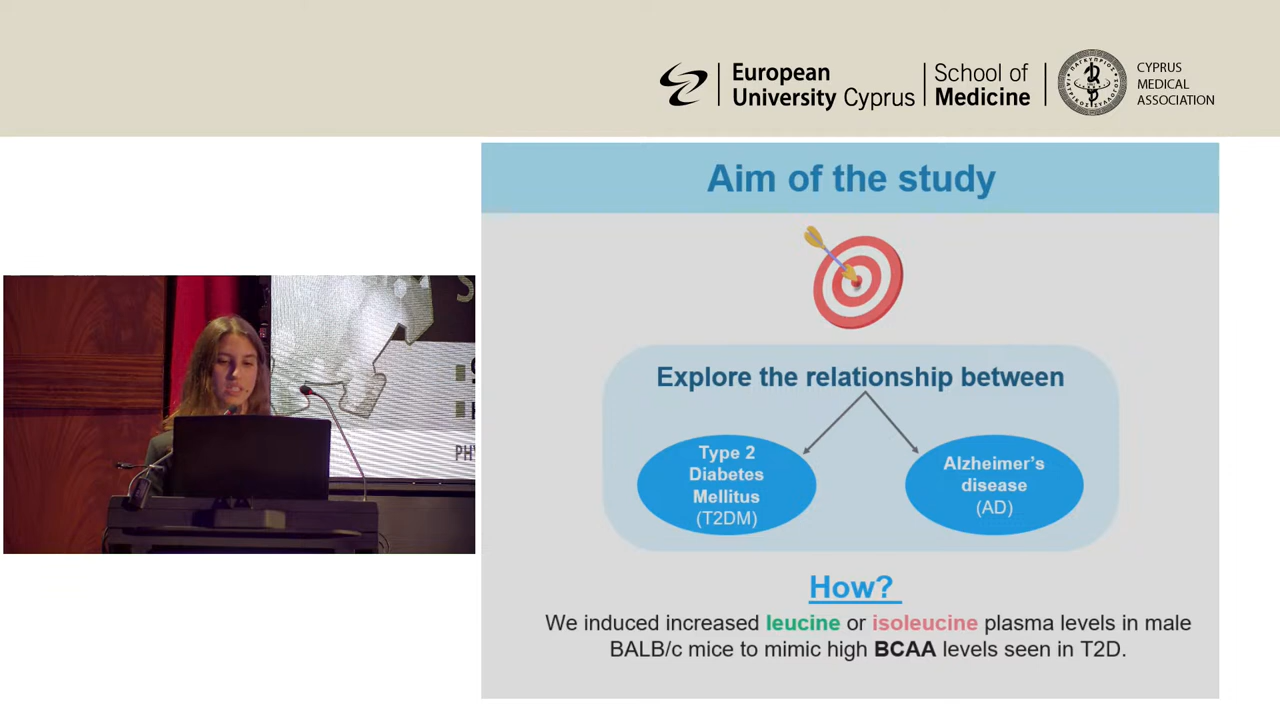 European
University Cyprus
School of
Medicine
CYPRUS
MEDICAL
ASSOCIATION
Aim of the study
Explore the relationship between
Type 2
Diabetes
Mellitus
(T2DM)
Alzheimer's
disease
(AD)
How?
We induced increased leucine or isoleucine plasma levels in male
BALB/c mice to mimic high BCAA levels seen in T2D.